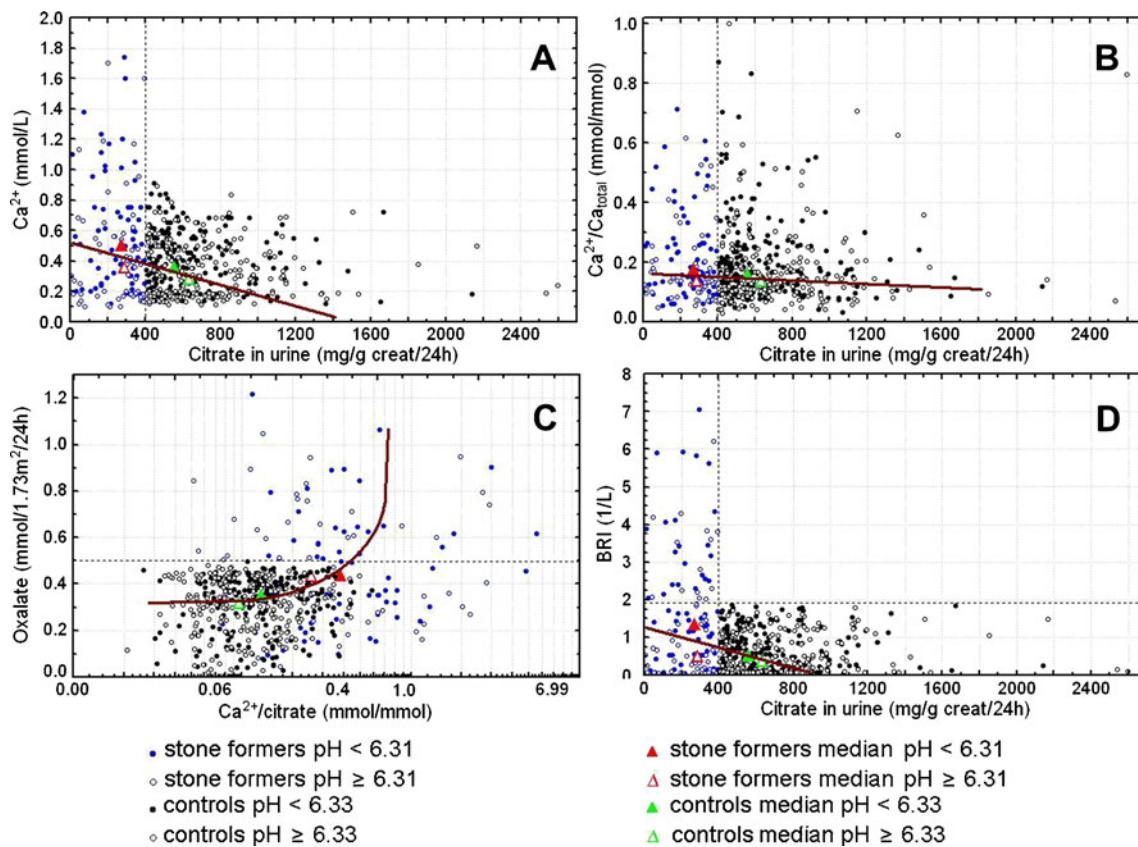 A
2.0
1.8
1.6
1.4
1.2
1.0
0.8
0.6
0.4
0.2
0.0
Ca²⁺ (mmol/L)
0 400 800 1200 1600 2000 2400
Citrate in urine (mg/g creat/24h)
B
1.0
0.8
0.6
0.4
0.2
0.0
Ca²⁺/Ca_total (mmol/mmol)
0 400 800 1200 1600 2000 2400
Citrate in urine (mg/g creat/24h)
C
1.2
1.0
0.8
0.6
0.4
0.2
0.0
Oxalate (mmol/1.73m²/24h)
0.00 0.06 0.4 1.0 6.99
Ca²⁺/citrate (mmol/mmol)
D
8
7
6
5
4
3
2
1
0
BRI (1/L)
0 400 800 1200 1600 2000 2400
Citrate in urine (mg/g creat/24h)
stone formers pH < 6.31
stone formers pH ≥ 6.31
controls pH < 6.33
controls pH ≥ 6.33
stone formers median pH < 6.31
stone formers median pH ≥ 6.31
controls median pH < 6.33
controls median pH ≥ 6.33